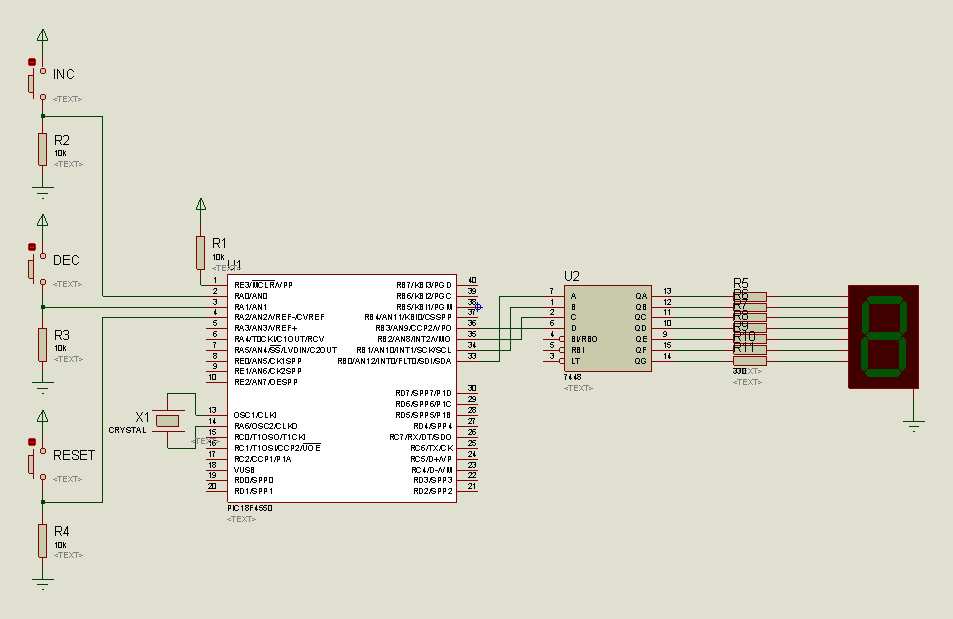 INC
<TEXT>
R2
10k
<TEXT>
DEC
<TEXT>
R3
10k
<TEXT>
RESET
<TEXT>
R4
10k
<TEXT>
R1
10k
<TEXT>
U1
1 RE3/MCLR/VPP
2 RA0/AN0
3 RA1/AN1
4 RA2/AN2/VREF-/CVREF
5 RA3/AN3/VREF+
6 RA4/T0CKI/C1OUT/RCV
7 RA5/AN4/SS/LVDIN/C2OUT
8 RE0/AN5/CK1SPP
9 RE1/AN6/CK2SPP
10 RE2/AN7/OESPP
13 OSC1/CLKI
14 RA6/OSC2/CLKO
15 RC0/T1OSO/T1CKI
16 RC1/T1OSI/CCP2/UOE
17 RC2/CCP1/P1A
18 VUSB
19 RD0/SPP0
20 RD1/SPP1
RB7/KBI3/PGD 40
RB6/KBI2/PGC 39
RB5/KBI1/PGM 38
RB4/AN11/KBI0/CSSPP 37
RB3/AN9/CCP2/VPO 36
RB2/AN8/INT2/VMO 35
RB1/AN10/INT1/SCK/SCL 34
RB0/AN12/INT0/FLT0/SDI/SDA 33
RD7/SPP7/P1D 30
RD6/SPP6/P1C 29
RD5/SPP5/P1B 28
RD4/SPP4 27
RC7/RX/DT/SDO 26
RC6/TX/CK 25
RC5/D+/VP 24
RC4/D-/VM 23
RD3/SPP3 22
RD2/SPP2 21
PIC18F4550
<TEXT>
X1
CRYSTAL
<TEXT>
U2
7 A QA 13
1 B QB 12
2 C QC 11
6 D QD 10
4 BI/RBO QE 9
5 RBI QF 15
3 LT QG 14
7448
<TEXT>
R5
R6
R7
R8
R9
R10
R11
330
<TEXT>
<TEXT>